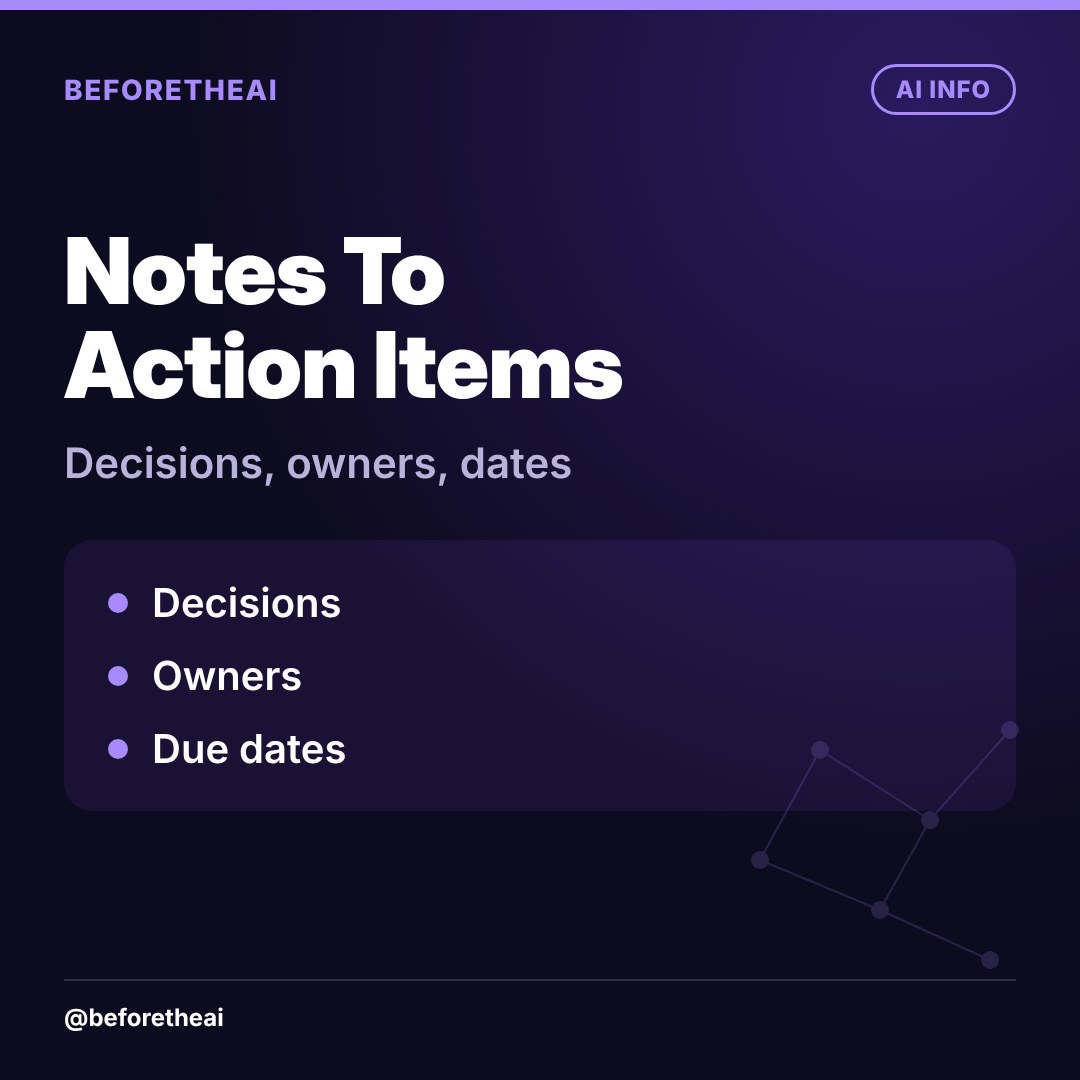 BEFORETHEAI
AI INFO
Notes To
Action Items
Decisions, owners, dates
Decisions
Owners
Due dates
@beforetheai